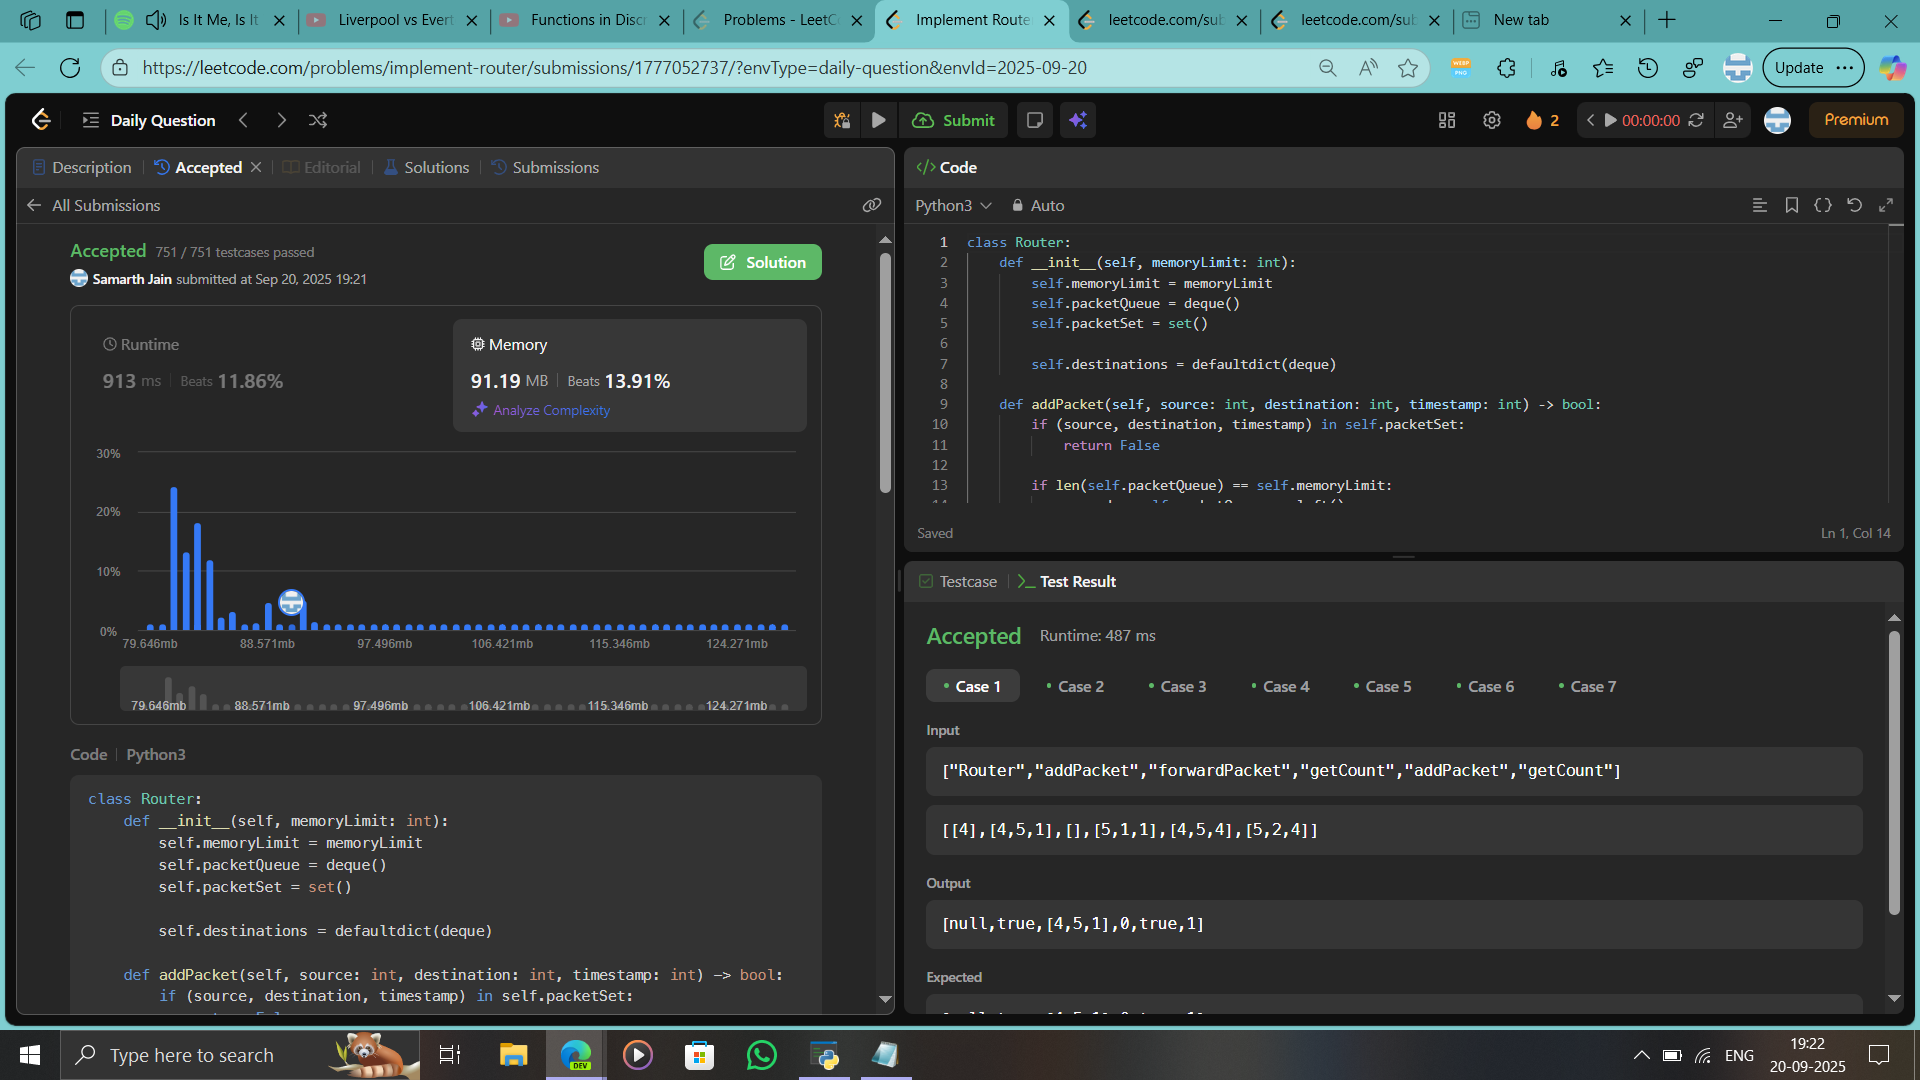 Is It Me, Is It
Liverpool vs Evert
Functions in Discr
Problems - LeetCo
Implement Route
leetcode.com/sub
leetcode.com/sub
New tab
https://leetcode.com/problems/implement-router/submissions/1777052737/?envType=daily-question&envId=2025-09-20
WEBP
PNG
Update
Daily Question
Submit
2
00:00:00
Premium
Description
Accepted
Editorial
Solutions
Submissions
All Submissions
Accepted 751 / 751 testcases passed
Samarth Jain submitted at Sep 20, 2025 19:21
Solution
Runtime
913 ms | Beats 11.86%
Memory
91.19 MB | Beats 13.91%
Analyze Complexity
30%
20%
10%
0%
79.646mb 88.571mb 97.496mb 106.421mb 115.346mb 124.271mb
79.646mb 88.571mb 97.496mb 106.421mb 115.346mb 124.271mb
Code | Python3
class Router:
def __init__(self, memoryLimit: int):
self.memoryLimit = memoryLimit
self.packetQueue = deque()
self.packetSet = set()
self.destinations = defaultdict(deque)
def addPacket(self, source: int, destination: int, timestamp: int) -> bool:
if (source, destination, timestamp) in self.packetSet:
</> Code
Python3
Auto
1 class Router:
2 def __init__(self, memoryLimit: int):
3 self.memoryLimit = memoryLimit
4 self.packetQueue = deque()
5 self.packetSet = set()
6
7 self.destinations = defaultdict(deque)
8
9 def addPacket(self, source: int, destination: int, timestamp: int) -> bool:
10 if (source, destination, timestamp) in self.packetSet:
11 return False
12
13 if len(self.packetQueue) == self.memoryLimit:
Saved
Ln 1, Col 14
Testcase
Test Result
Accepted Runtime: 487 ms
Case 1
Case 2
Case 3
Case 4
Case 5
Case 6
Case 7
Input
["Router","addPacket","forwardPacket","getCount","addPacket","getCount"]
[[4],[4,5,1],[],[5,1,1],[4,5,4],[5,2,4]]
Output
[null,true,[4,5,1],0,true,1]
Expected
Type here to search
DEV
ENG
19:22
20-09-2025